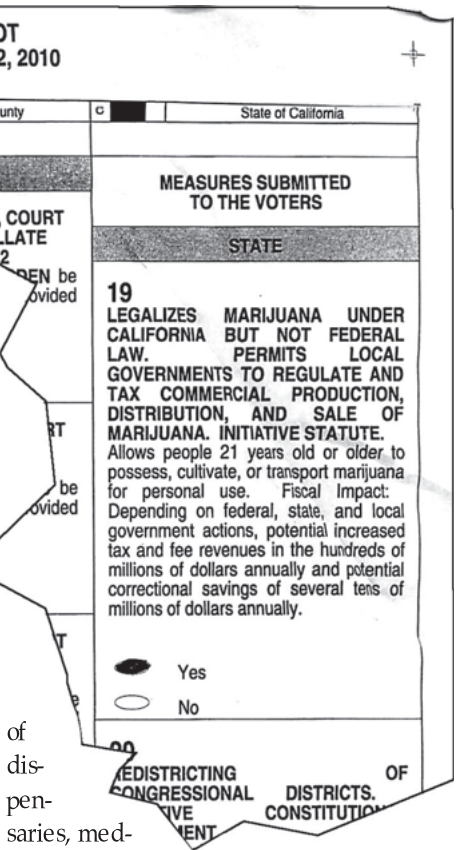 OT
2, 2010
unty
C
State of California
MEASURES SUBMITTED
TO THE VOTERS
STATE
, COURT
LLATE
2
DEN be
ovided
RT
be
ovided
T
e
19
LEGALIZES MARIJUANA UNDER
CALIFORNIA BUT NOT FEDERAL
LAW. PERMITS LOCAL
GOVERNMENTS TO REGULATE AND
TAX COMMERCIAL PRODUCTION,
DISTRIBUTION, AND SALE OF
MARIJUANA. INITIATIVE STATUTE.
Allows people 21 years old or older to
possess, cultivate, or transport marijuana
for personal use. Fiscal Impact:
Depending on federal, state, and local
government actions, potential increased
tax and fee revenues in the hundreds of
millions of dollars annually and potential
correctional savings of several tens of
millions of dollars annually.
Yes
No
REDISTRICTING OF
CONGRESSIONAL DISTRICTS.
IVE CONSTITUTION
MENT
of
dis-
pen-
saries, med-